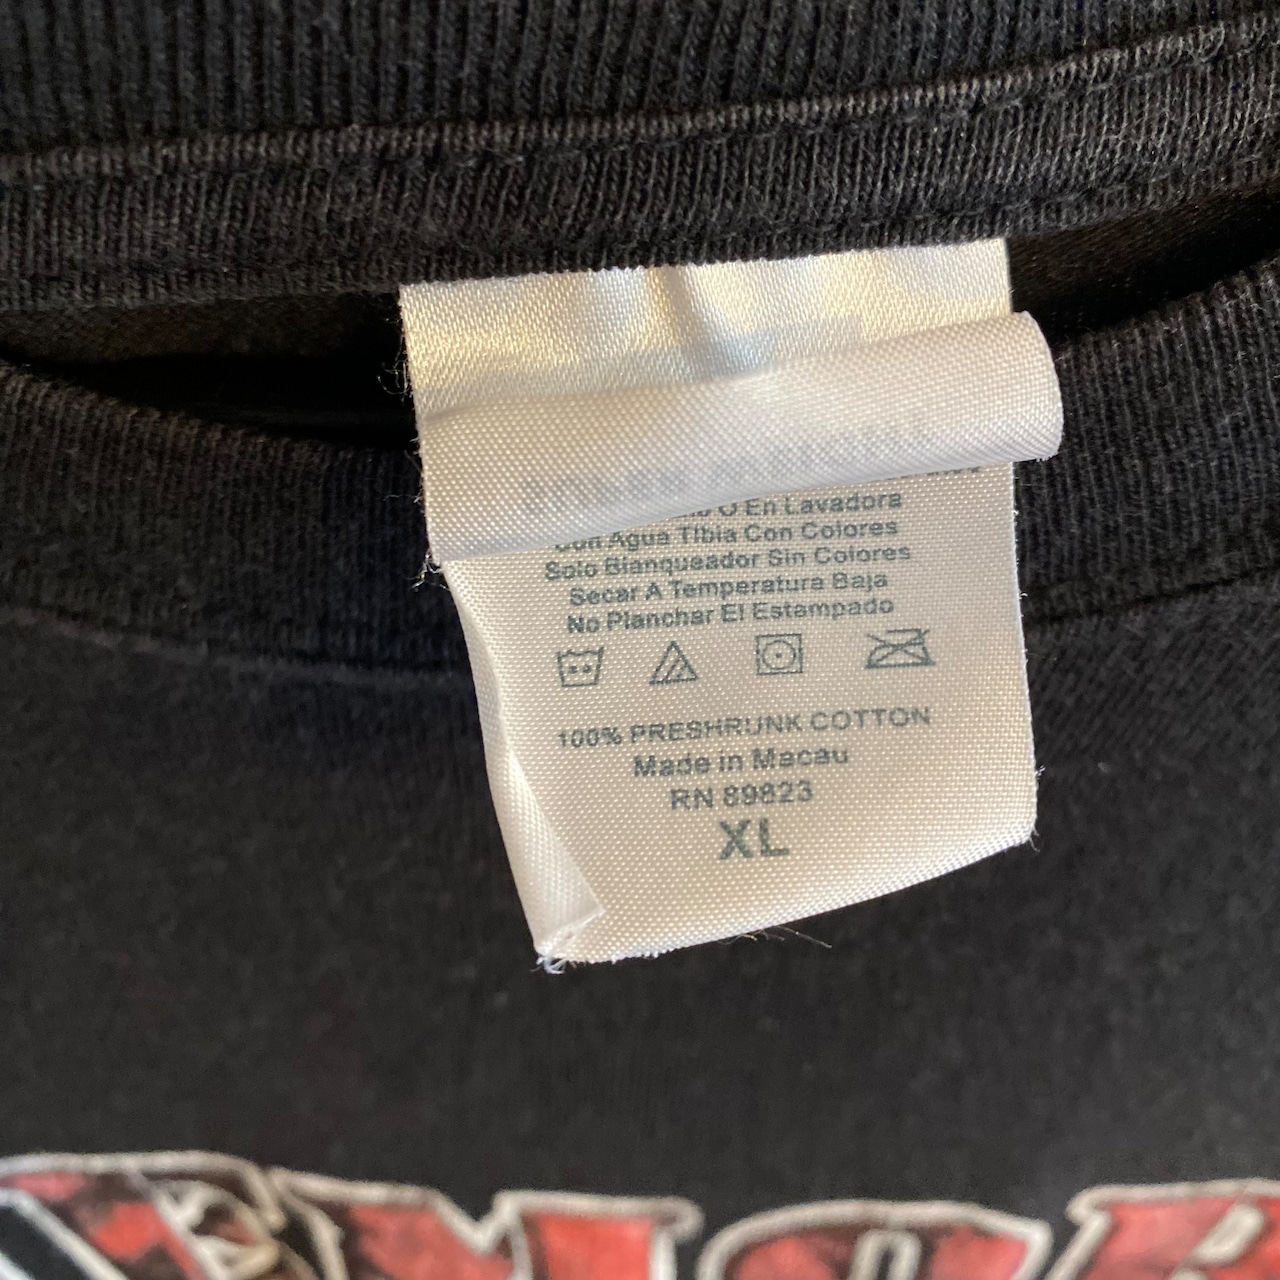 O En Lavadora
Con Agua Tibia Con Colores
Solo Blanqueador Sin Colores
Secar A Temperatura Baja
No Planchar El Estampado
100% PRESHRUNK COTTON
Made in Macau
RN 89823
XL